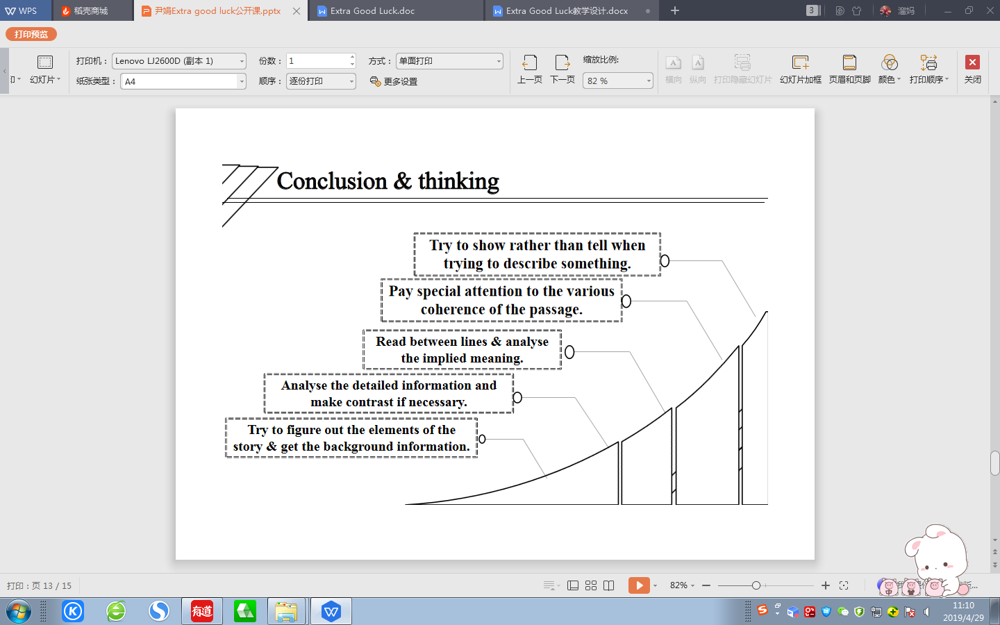 WPS
稻壳商城
尹娟Extra good luck公开课.pptx
Extra Good Luck.doc
Extra Good Luck教学设计.docx
3
溜妈
打印预览
幻灯片
打印机：
Lenovo LJ2600D (副本 1)
份数：
1
方式：
单面打印
纸张类型：
A4
顺序：
逐份打印
更多设置
上一页
下一页
缩放比例:
82 %
横向
纵向
打印隐藏幻灯片
幻灯片加框
页眉和页脚
颜色
打印顺序
关闭
Conclusion & thinking
Try to show rather than tell when
trying to describe something.
Pay special attention to the various
coherence of the passage.
Read between lines & analyse
the implied meaning.
Analyse the detailed information and
make contrast if necessary.
Try to figure out the elements of the
story & get the background information.
打印：页 13 / 15
82%
有道
11:10
2019/4/29